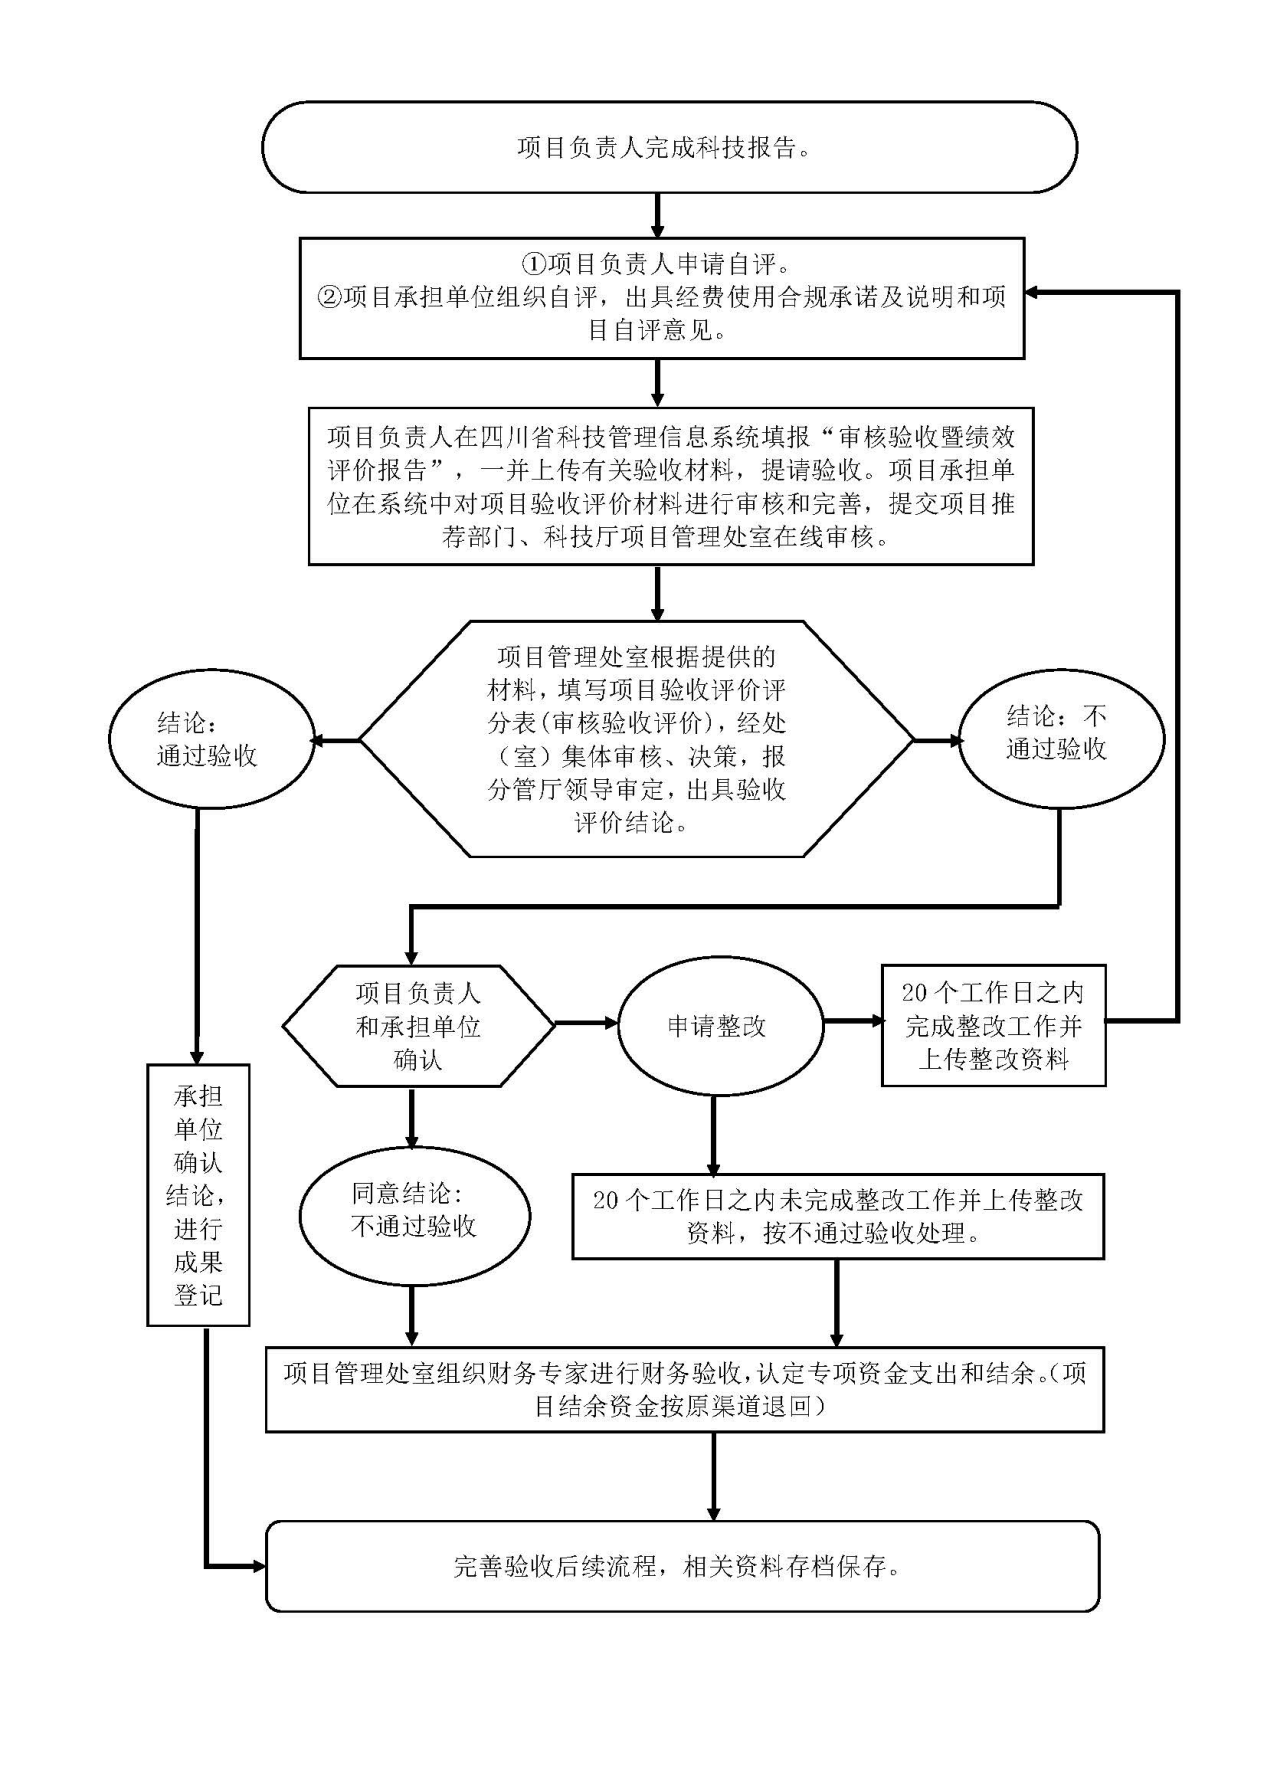 项目负责人完成科技报告。
①项目负责人申请自评。
②项目承担单位组织自评，出具经费使用合规承诺及说明和项
目自评意见。
项目负责人在四川省科技管理信息系统填报“审核验收暨绩效
评价报告”，一并上传有关验收材料，提请验收。项目承担单
位在系统中对项目验收评价材料进行审核和完善，提交项目推
荐部门、科技厅项目管理处室在线审核。
项目管理处室根据提供的
材料，填写项目验收评价评
分表(审核验收评价)，经处
（室）集体审核、决策，报
分管厅领导审定，出具验收
评价结论。
结论：
通过验收
结论：不
通过验收
项目负责人
和承担单位
确认
申请整改
20个工作日之内
完成整改工作并
上传整改资料
承担
单位
确认
结论，
进行
成果
登记
同意结论：
不通过验收
20个工作日之内未完成整改工作并上传整改
资料，按不通过验收处理。
项目管理处室组织财务专家进行财务验收，认定专项资金支出和结余。（项
目结余资金按原渠道退回）
完善验收后续流程，相关资料存档保存。